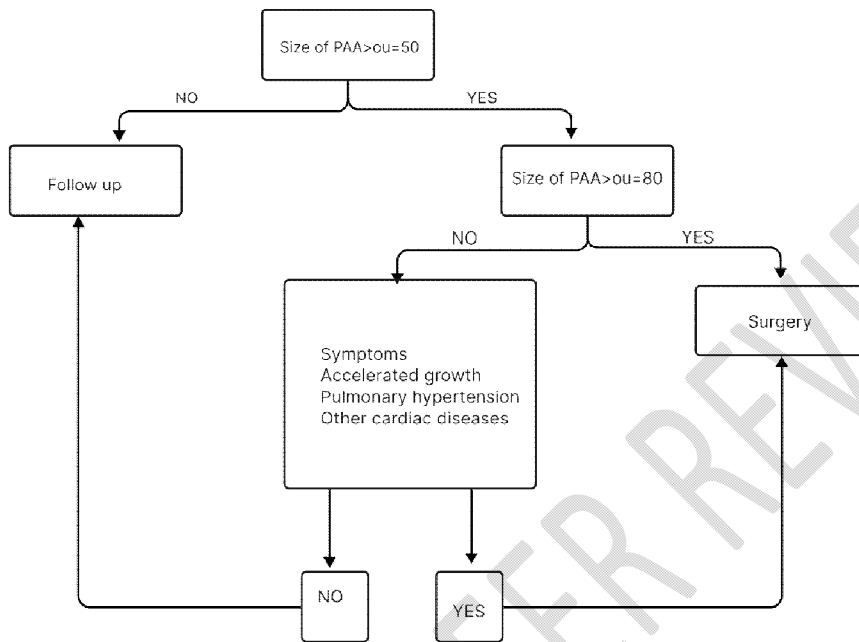 Size of PAA>ou=50
NO
YES
Follow up
Size of PAA>ou=80
NO
YES
Surgery
Symptoms
Accelerated growth
Pulmonary hypertension
Other cardiac diseases
NO
YES